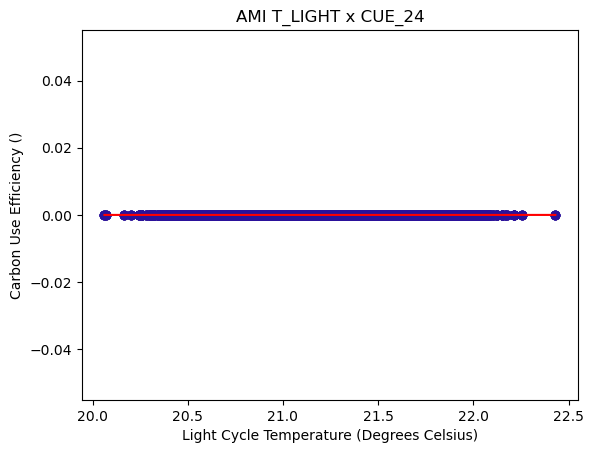 AMI T_LIGHT x CUE_24
Carbon Use Efficiency ()
0.04
0.02
0.00
−0.02
−0.04
20.0 20.5 21.0 21.5 22.0 22.5
Light Cycle Temperature (Degrees Celsius)